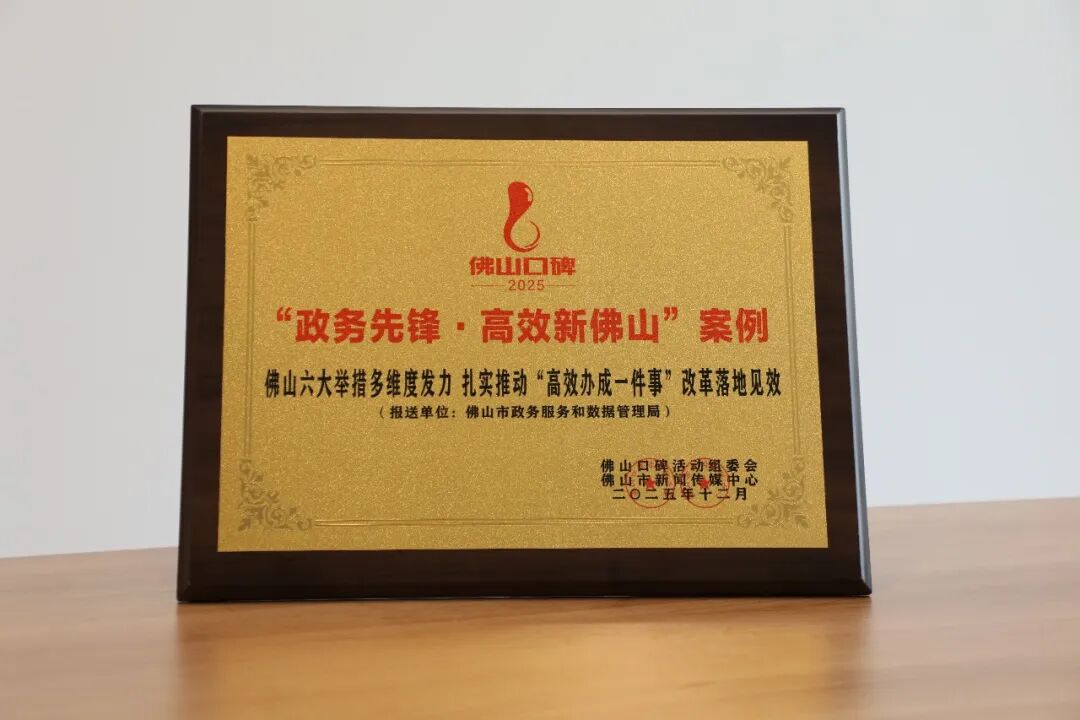 佛山口碑
2025
“政务先锋·高效新佛山”案例
佛山六大举措多维度发力 扎实推动“高效办成一件事”改革落地见效
（报送单位：佛山市政务服务和数据管理局）
佛山口碑活动组委会
佛山市新闻传媒中心
二〇二五年十二月